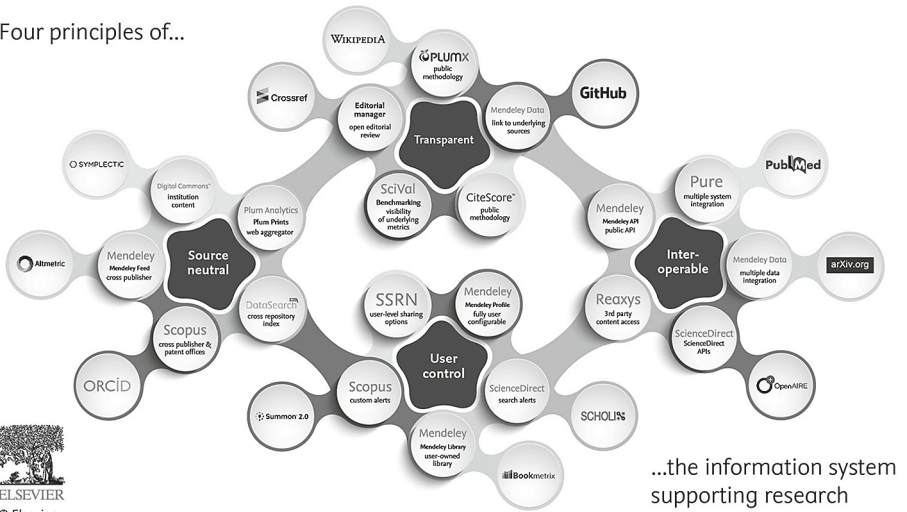 Four principles of...
WIKIPEDIA
PLUMX
public
methodology
Crossref
Editorial
manager
open editorial
review
Mendeley Data
link to underlying
sources
GitHub
Transparent
SYMPLECTIC
Digital Commons™
institution
content
SciVal
Benchmarking
visibility
of underlying
metrics
CiteScore™
public
methodology
Pure
multiple system
integration
PubMed
Plum Analytics
Plum Prints
web aggregator
Mendeley
Mendeley API
public API
Altmetric
Mendeley
Mendeley Feed
cross publisher
Source
neutral
Inter-
operable
Mendeley Data
multiple data
integration
arXiv.org
DataSearch
cross repository
index
SSRN
user-level sharing
options
Mendeley
Mendeley Profile
fully user
configurable
Reaxys
3rd party
content access
Scopus
cross publisher &
patent offices
ScienceDirect
ScienceDirect
APIs
User
control
ORCiD
Scopus
custom alerts
ScienceDirect
search alerts
OpenAIRE
Summon 2.0
SCHOLIX
Mendeley
Mendeley Library
user-owned
library
Bookmetrix
ELSEVIER
© Elsevier
...the information system
supporting research